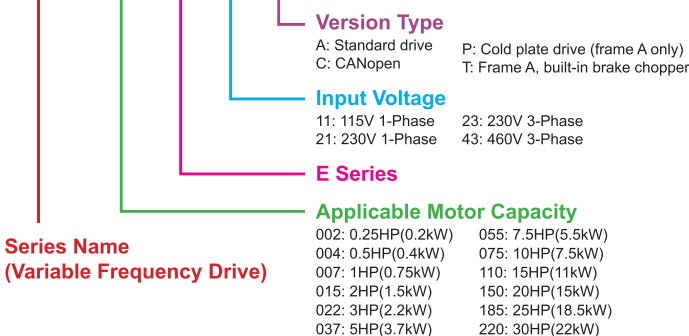 Version Type
A: Standard drive
P: Cold plate drive (frame A only)
C: CANopen
T: Frame A, built-in brake chopper
Input Voltage
11: 115V 1-Phase
23: 230V 3-Phase
21: 230V 1-Phase
43: 460V 3-Phase
E Series
Applicable Motor Capacity
002: 0.25HP(0.2kW)
055: 7.5HP(5.5kW)
004: 0.5HP(0.4kW)
075: 10HP(7.5kW)
007: 1HP(0.75kW)
110: 15HP(11kW)
015: 2HP(1.5kW)
150: 20HP(15kW)
022: 3HP(2.2kW)
185: 25HP(18.5kW)
037: 5HP(3.7kW)
220: 30HP(22kW)
Series Name
(Variable Frequency Drive)